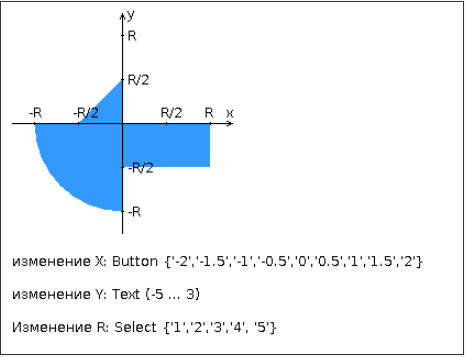 y
R
R/2
-R -R/2 R/2 R x
-R/2
-R
изменение X: Button {'-2','-1.5','-1','-0.5','0','0.5','1','1.5','2'}
изменение Y: Text (-5 ... 3)
Изменение R: Select {'1','2','3','4', '5'}